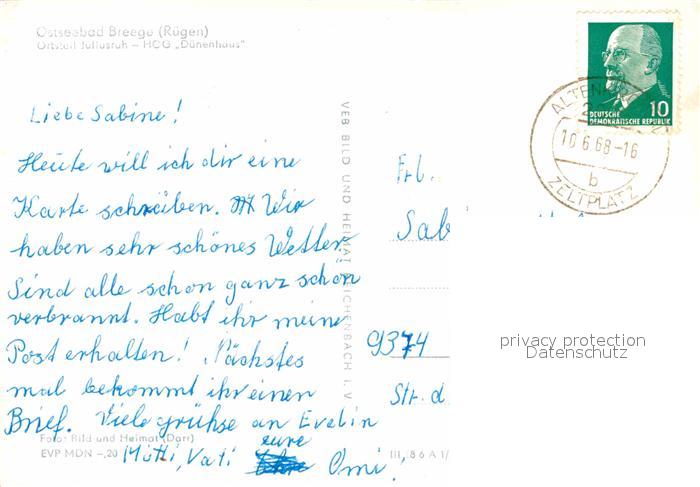 Ostseebad Breege (Rügen)
Ortsteil Juliusruh – HOG „Dünenhaus"
Liebe Sabine!
Heute will ich dir eine
Karte schreiben. Wir
haben sehr schönes Wetter.
Sind alle schon ganz schön
verbrannt. Habt ihr meine
Post erhalten! Nächstes
mal bekommt ihr einen
Brief. Viele grühse an Evelin
eure
Mutti, Vati Omi!
Foto: Bild und Heimat (Darr)
EVP MDN –,20
VEB BILD UND HEIMAT REICHENBACH I. V.
III 86 A 1/
10
DEUTSCHE
DEMOKRATISCHE REPUBLIK
10.6.68-16
b
ZELTPLATZ
Frl.
Sab
9374
Str. d
privacy protection
Datenschutz